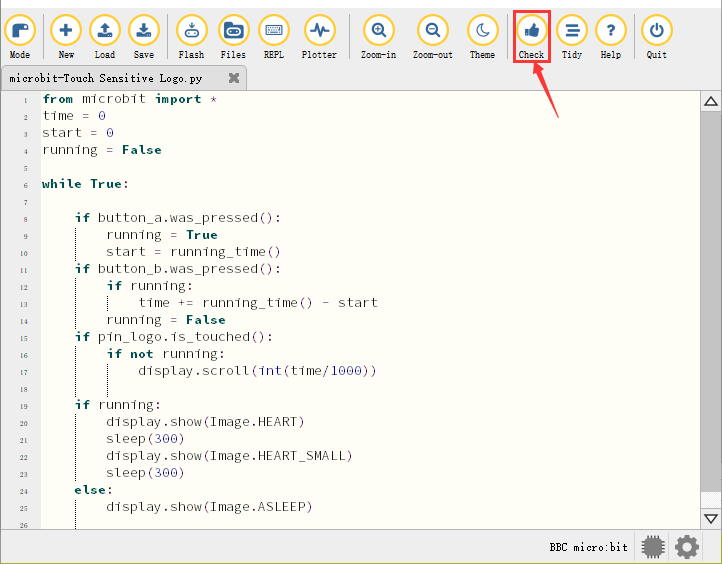 Mode New Load Save Flash Files REPL Plotter Zoom-in Zoom-out Theme Check Tidy Help Quit
microbit-Touch Sensitive Logo.py
1 from microbit import *
2 time = 0
3 start = 0
4 running = False
5
6 while True:
7
8 if button_a.was_pressed():
9 running = True
10 start = running_time()
11 if button_b.was_pressed():
12 if running:
13 time += running_time() - start
14 running = False
15 if pin_logo.is_touched():
16 if not running:
17 display.scroll(int(time/1000))
18
19 if running:
20 display.show(Image.HEART)
21 sleep(300)
22 display.show(Image.HEART_SMALL)
23 sleep(300)
24 else:
25 display.show(Image.ASLEEP)
26
BBC micro:bit